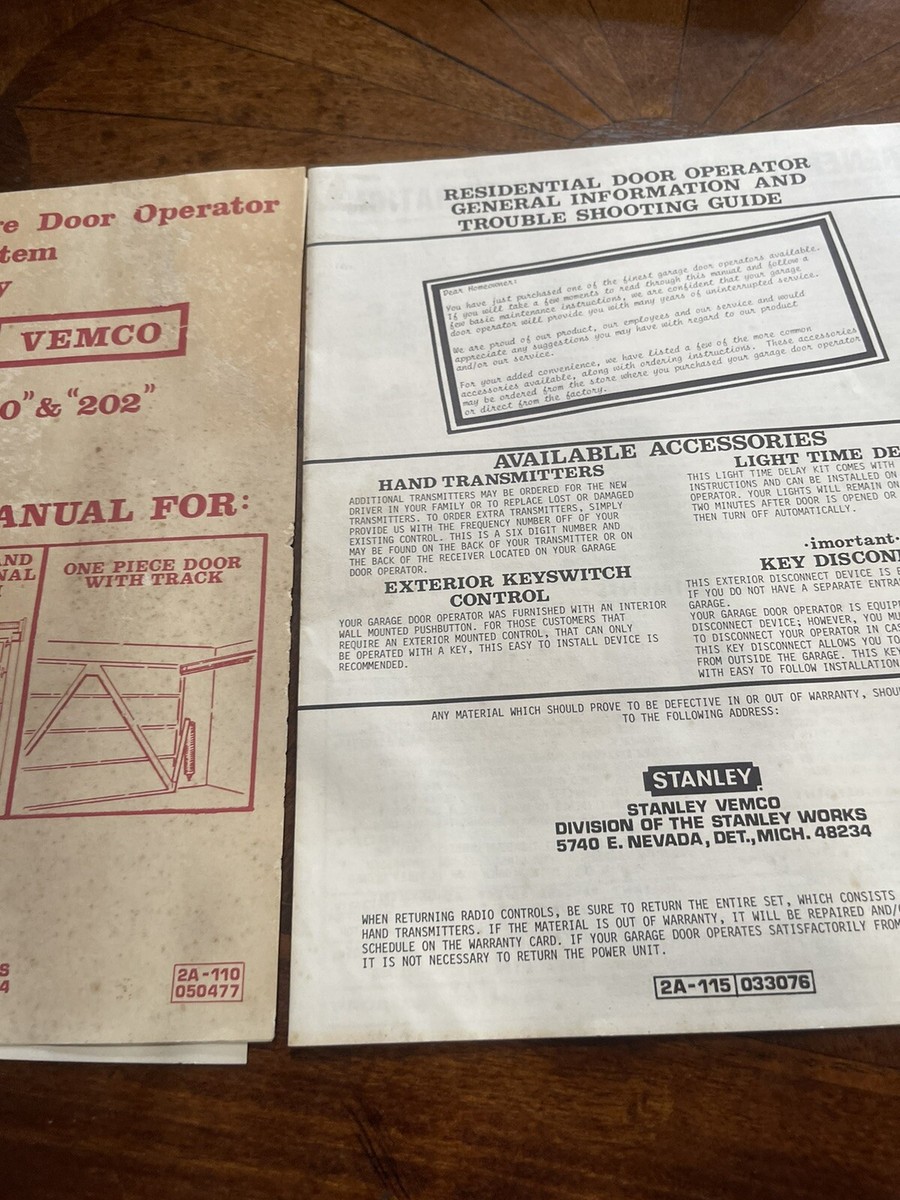 re Door Operator
tem
y
VEMCO
0" & "202"
ANUAL FOR:
AND
NAL
ONE PIECE DOOR
WITH TRACK
S
4
2A-110
050477
RESIDENTIAL DOOR OPERATOR
GENERAL INFORMATION AND
TROUBLE SHOOTING GUIDE
Dear Homeowner:
You have just purchased one of the finest garage door operators available.
If you will take a few moments to read through this manual and follow a
few basic maintenance instructions, we are confident that your garage
door operator will provide you with many years of uninterrupted service.
We are proud of our product, our employees and our service and would
appreciate any suggestions you may have with regard to our product
and/or our service.
For your added convenience, we have listed a few of the more common
accessories available, along with ordering instructions. These accessories
may be ordered from the store where you purchased your garage door operator
or direct from the factory.
AVAILABLE ACCESSORIES
HAND TRANSMITTERS
ADDITIONAL TRANSMITTERS MAY BE ORDERED FOR THE NEW
DRIVER IN YOUR FAMILY OR TO REPLACE LOST OR DAMAGED
TRANSMITTERS. TO ORDER EXTRA TRANSMITTERS, SIMPLY
PROVIDE US WITH THE FREQUENCY NUMBER OFF OF YOUR
EXISTING CONTROL. THIS IS A SIX DIGIT NUMBER AND
MAY BE FOUND ON THE BACK OF YOUR TRANSMITTER OR ON
THE BACK OF THE RECEIVER LOCATED ON YOUR GARAGE
DOOR OPERATOR.
EXTERIOR KEYSWITCH
CONTROL
YOUR GARAGE DOOR OPERATOR WAS FURNISHED WITH AN INTERIOR
WALL MOUNTED PUSHBUTTON. FOR THOSE CUSTOMERS THAT
REQUIRE AN EXTERIOR MOUNTED CONTROL, THAT CAN ONLY
BE OPERATED WITH A KEY, THIS EASY TO INSTALL DEVICE IS
RECOMMENDED.
LIGHT TIME DE
THIS LIGHT TIME DELAY KIT COMES WITH
INSTRUCTIONS AND CAN BE INSTALLED ON
OPERATOR. YOUR LIGHTS WILL REMAIN ON
TWO MINUTES AFTER DOOR IS OPENED OR
THEN TURN OFF AUTOMATICALLY.
·imortant·
KEY DISCON
THIS EXTERIOR DISCONNECT DEVICE IS E
IF YOU DO NOT HAVE A SEPARATE ENTRA
GARAGE.
YOUR GARAGE DOOR OPERATOR IS EQUIP
DISCONNECT DEVICE; HOWEVER, YOU MU
TO DISCONNECT YOUR OPERATOR IN CAS
THIS KEY DISCONNECT ALLOWS YOU TO
FROM OUTSIDE THE GARAGE. THIS KEY
WITH EASY TO FOLLOW INSTALLATION
ANY MATERIAL WHICH SHOULD PROVE TO BE DEFECTIVE IN OR OUT OF WARRANTY, SHOU
TO THE FOLLOWING ADDRESS:
STANLEY
STANLEY VEMCO
DIVISION OF THE STANLEY WORKS
5740 E. NEVADA, DET., MICH. 48234
WHEN RETURNING RADIO CONTROLS, BE SURE TO RETURN THE ENTIRE SET, WHICH CONSISTS
HAND TRANSMITTERS. IF THE MATERIAL IS OUT OF WARRANTY, IT WILL BE REPAIRED AND/
SCHEDULE ON THE WARRANTY CARD. IF YOUR GARAGE DOOR OPERATES SATISFACTORILY FROM
IT IS NOT NECESSARY TO RETURN THE POWER UNIT.
2A-115 033076